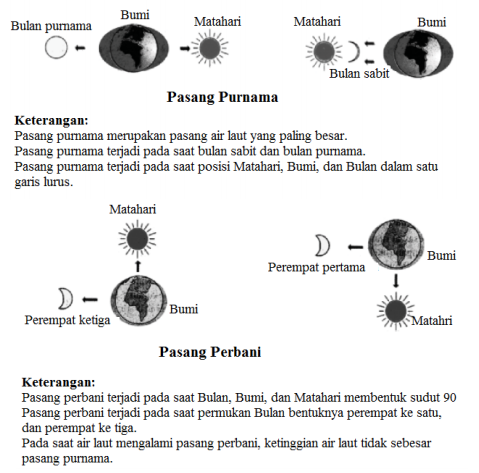 Bulan purnama
Bumi
Matahari
Matahari
Bumi
Bulan sabit
Pasang Purnama
Keterangan:
Pasang purnama merupakan pasang air laut yang paling besar.
Pasang purnama terjadi pada saat bulan sabit dan bulan purnama.
Pasang purnama terjadi pada saat posisi Matahari, Bumi, dan Bulan dalam satu
garis lurus.
Matahari
Perempat ketiga
Bumi
Perempat pertama
Bumi
Matahri
Pasang Perbani
Keterangan:
Pasang perbani terjadi pada saat Bulan, Bumi, dan Matahari membentuk sudut 90
Pasang perbani terjadi pada saat permukan Bulan bentuknya perempat ke satu,
dan perempat ke tiga.
Pada saat air laut mengalami pasang perbani, ketinggian air laut tidak sebesar
pasang purnama.